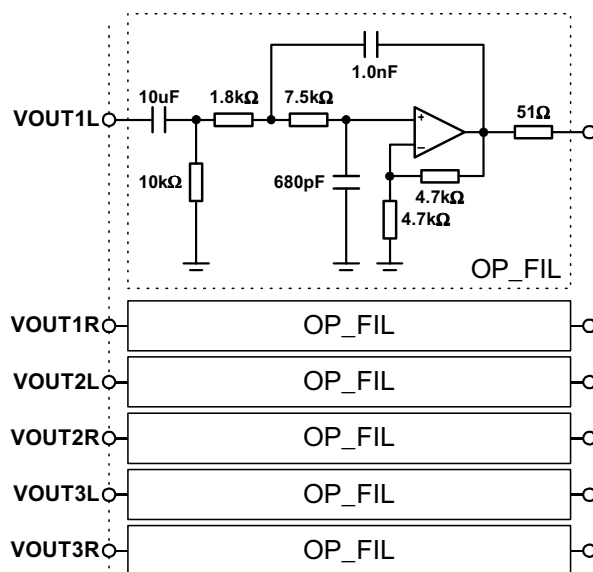 1.0nF
10uF
1.8kΩ
7.5kΩ
51Ω
VOUT1L
+
−
10kΩ
680pF
4.7kΩ
4.7kΩ
OP_FIL
VOUT1R
OP_FIL
VOUT2L
OP_FIL
VOUT2R
OP_FIL
VOUT3L
OP_FIL
VOUT3R
OP_FIL